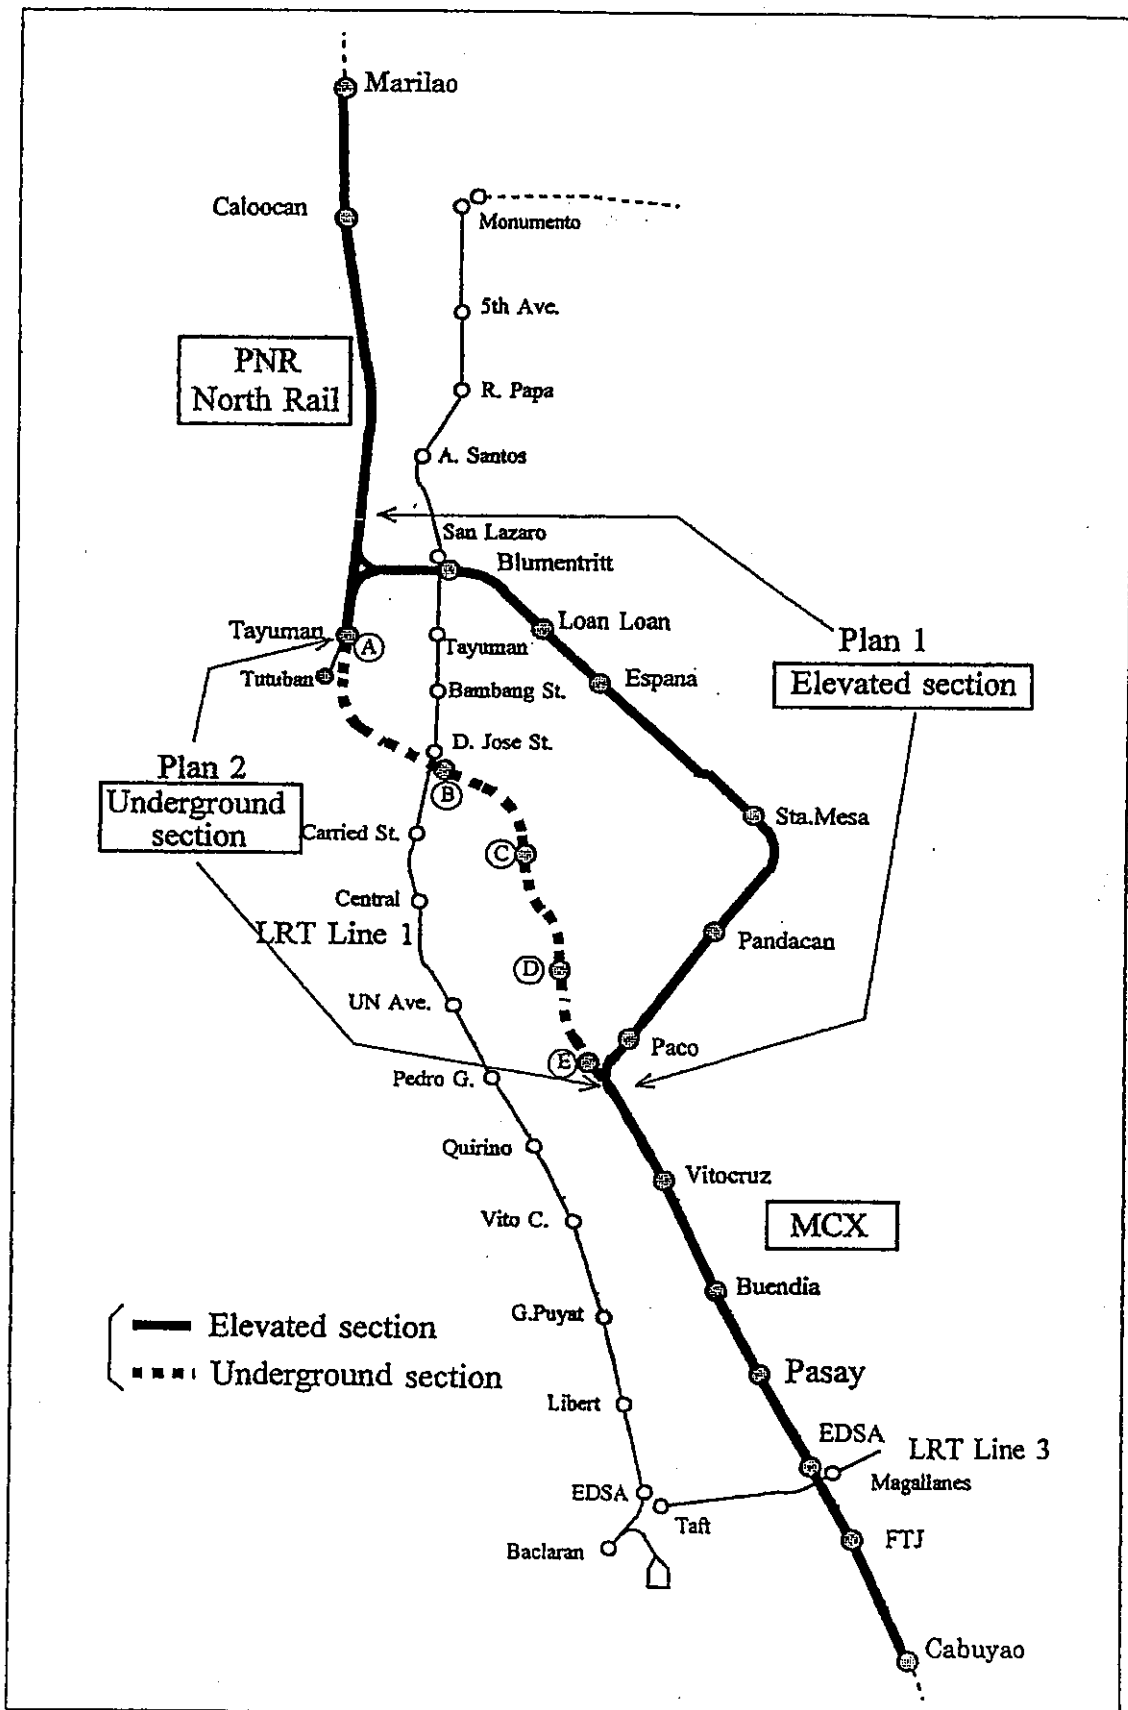 Marilao
Caloocan
Monumento
5th Ave.
PNR
North Rail
R. Papa
A. Santos
San Lazaro
Blumentritt
Loan Loan
Tayuman
A
Tayuman
Plan 1
Elevated section
Tutuban
Bambang St.
Espana
D. Jose St.
Plan 2
Underground
section
B
Sta.Mesa
Carried St.
C
Central
LRT Line 1
Pandacan
D
UN Ave.
Paco
E
Pedro G.
Quirino
Vitocruz
Vito C.
MCX
Buendia
G.Puyat
Elevated section
Underground section
Pasay
Libert
EDSA
LRT Line 3
Magallanes
EDSA
Taft
FTJ
Baclaran
Cabuyao